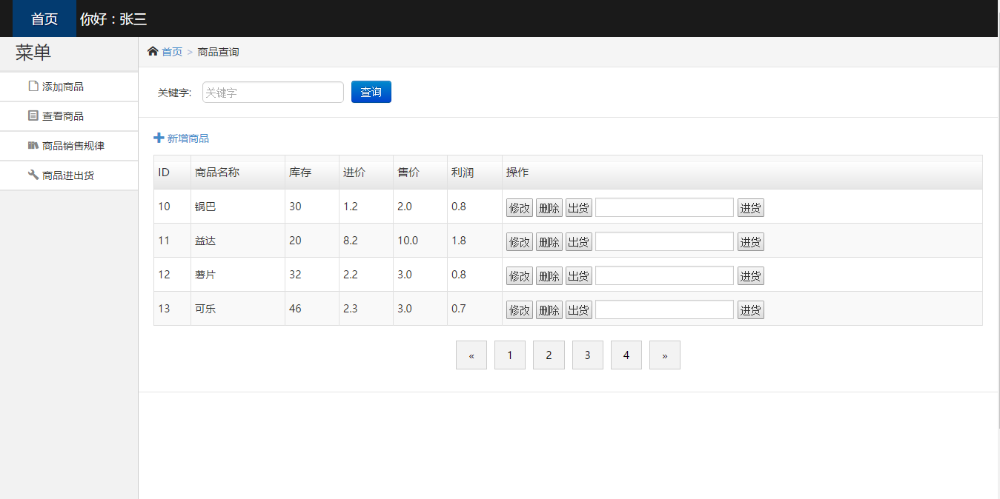 首页 你好：张三
菜单
首页 > 商品查询
添加商品
查看商品
商品销售规律
商品进出货
关键字: 关键字 查询
新增商品
ID 商品名称 库存 进价 售价 利润 操作
10 锅巴 30 1.2 2.0 0.8 修改 删除 出货 进货
11 益达 20 8.2 10.0 1.8 修改 删除 出货 进货
12 薯片 32 2.2 3.0 0.8 修改 删除 出货 进货
13 可乐 46 2.3 3.0 0.7 修改 删除 出货 进货
« 1 2 3 4 »